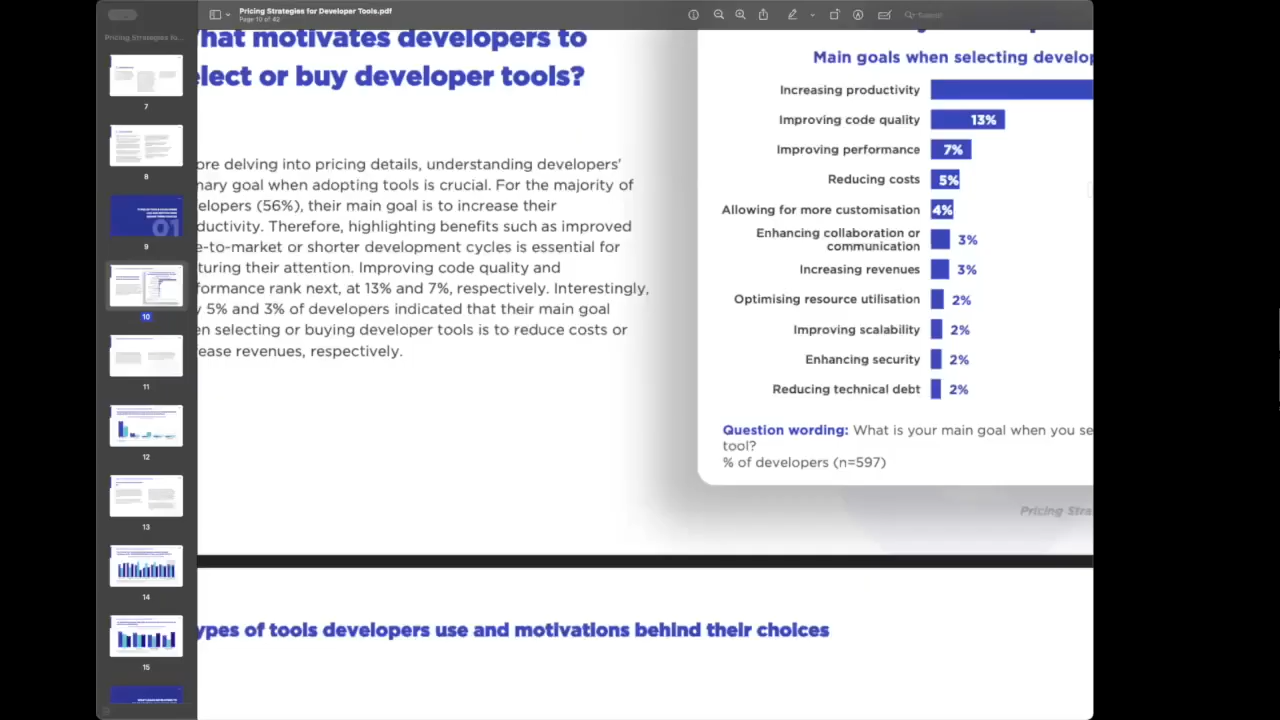 Pricing Strategies for Developer Tools.pdf
Page 10 of 42
Search
Pricing Strategies fo...
7
8
9
01
10
11
12
13
14
15
hat motivates developers to
lect or buy developer tools?
ore delving into pricing details, understanding developers'
mary goal when adopting tools is crucial. For the majority of
elopers (56%), their main goal is to increase their
ductivity. Therefore, highlighting benefits such as improved
e-to-market or shorter development cycles is essential for
turing their attention. Improving code quality and
formance rank next, at 13% and 7%, respectively. Interestingly,
y 5% and 3% of developers indicated that their main goal
en selecting or buying developer tools is to reduce costs or
ease revenues, respectively.
Main goals when selecting develop
Increasing productivity
Improving code quality 13%
Improving performance 7%
Reducing costs 5%
Allowing for more customisation 4%
Enhancing collaboration or
communication 3%
Increasing revenues 3%
Optimising resource utilisation 2%
Improving scalability 2%
Enhancing security 2%
Reducing technical debt 2%
Question wording: What is your main goal when you se
tool?
% of developers (n=597)
Pricing Stra
ypes of tools developers use and motivations behind their choices